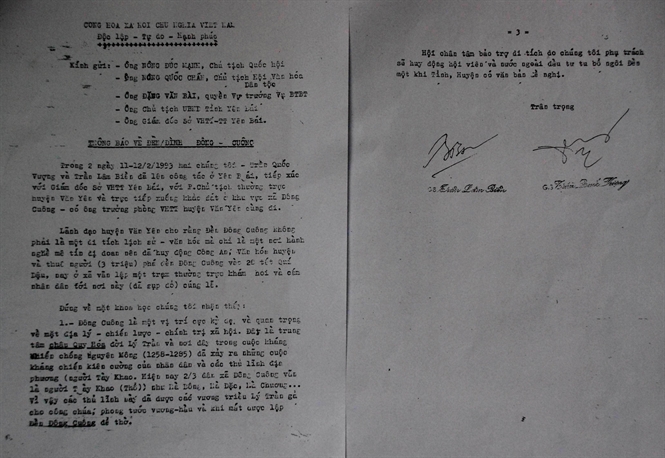 CỘNG HÒA XÃ HỘI CHỦ NGHĨA VIỆT NAM
Độc lập - Tự do - Hạnh phúc
Kính gửi: - Ông NÔNG ĐỨC MẠNH, Chủ tịch Quốc hội
- Ông NÔNG QUỐC CHẤN, Chủ tịch Hội Văn hóa
Dân tộc
- Ông ĐẶNG VĂN BÀI, quyền Vụ trưởng Vụ BTBT
- Ông Chủ tịch UBND Tỉnh Yên Bái.
- Ông Giám đốc Sở VHTT-TT Yên Bái.
THÔNG BÁO VỀ ĐỀN/ĐÌNH ĐÔNG - CUÔNG
Trong 2 ngày 11-12/2/1993 hai chúng tôi - Trần Quốc
Vượng và Trần Lâm Biền đã lên công tác ở Yên Bái, tiếp xúc
với Giám đốc Sở VHTT Yên Bái, với P.Chủ tịch thường trực
huyện Văn Yên và trực tiếp xuống khảo sát ở khu vực xã Đông
Cuông - có ông trưởng phòng VHTT huyện Văn Yên cùng đi.
Lãnh đạo huyện Văn Yên cho rằng Đền Đông Cuông không
phải là một di tích lịch sử - văn hóa mà chỉ là một nơi hành
nghề mê tín dị đoan nên đã huy động Công An, Văn hóa huyện
và thuê người (3 triệu) phá đền Đông Cuông vào 20 tết Quí
Dậu, nay ở xã vẫn lập một trạm thường trực khám hỏi và cấm
nhân dân tới nơi này (đã sụp đổ) cúng lễ.
Đứng về mặt khoa học chúng tôi nhận thấy:
1.- Đông Cuông là một vị trí cực kỳ quan trọng
về mặt địa lý - chiến lược - chính trị xã hội. Đây là trung
tâm châu Quy Hóa đời Lý Trần và nơi đây trong cuộc kháng
chiến chống Nguyên Mông (1258-1285) đã xảy ra những cuộc
kháng chiến kiên cường của nhân dân và các thủ lĩnh địa
phương (người Tày Khao. Hiện nay 2/3 dân xã Đông Cuông vẫn
là người Tày Khao (Thổ)) như Hà Đông, Hà Đặc, Hà Chương...
Vì vậy các thủ lĩnh này đã được các vương triều Lý Trần gả
cho công chúa, phong tước vương-hầu và khi mất được lập
Đền Đông Cuông để thờ.
- 3 -
Hội chân tâm bảo trợ di tích do chúng tôi phụ trách
sẽ huy động hội viên và nước ngoài đầu tư tu bổ ngôi Đền
một khi Tỉnh, Huyện có văn bản đề nghị.
Trân trọng
GS. Trần Lâm Biền
G.S Trần Quốc Vượng